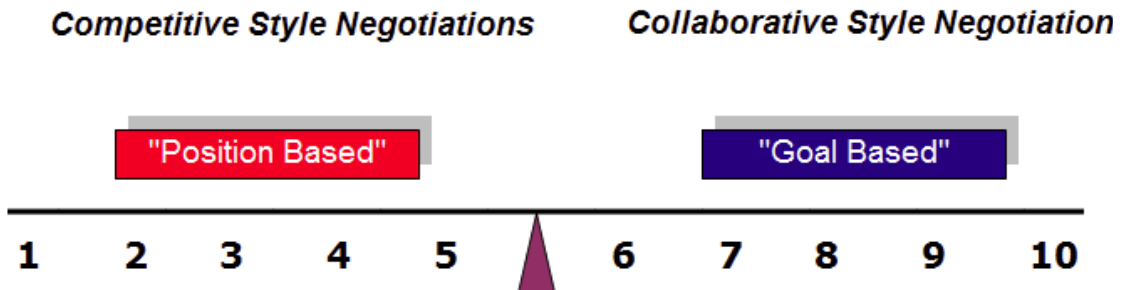 Competitive Style Negotiations
Collaborative Style Negotiation
"Position Based"
"Goal Based"
1 2 3 4 5 6 7 8 9 10